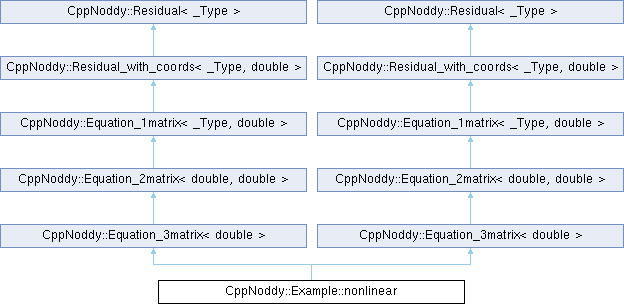 CppNoddy::Residual< _Type > CppNoddy::Residual< _Type >
CppNoddy::Residual_with_coords< _Type, double > CppNoddy::Residual_with_coords< _Type, double >
CppNoddy::Equation_1matrix< _Type, double > CppNoddy::Equation_1matrix< _Type, double >
CppNoddy::Equation_2matrix< double, double > CppNoddy::Equation_2matrix< double, double >
CppNoddy::Equation_3matrix< double > CppNoddy::Equation_3matrix< double >
CppNoddy::Example::nonlinear